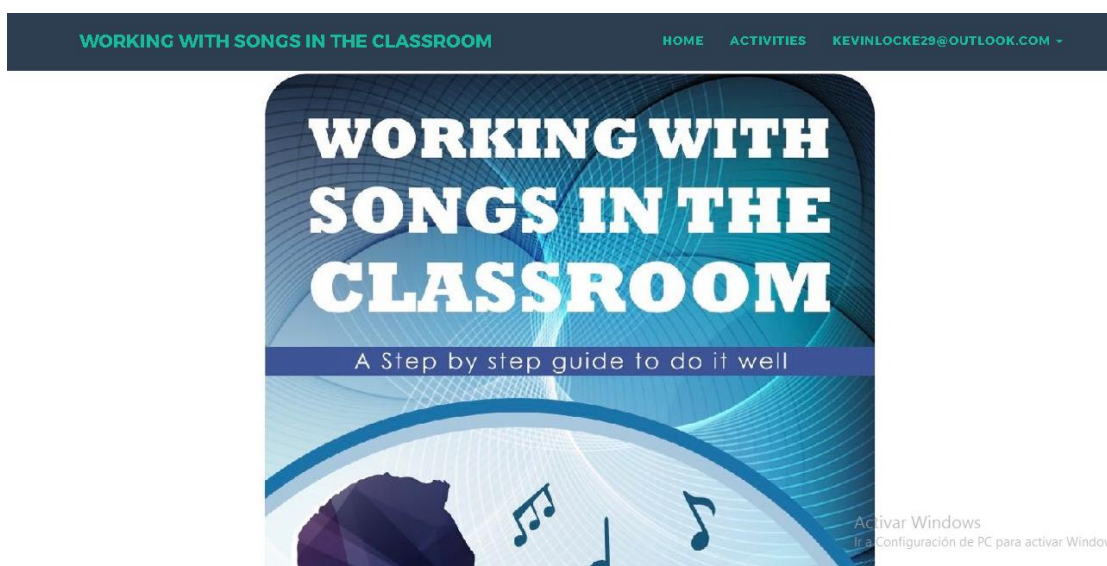 WORKING WITH SONGS IN THE CLASSROOM
HOME ACTIVITIES KEVINLOCKE29@OUTLOOK.COM
WORKING WITH
SONGS IN THE
CLASSROOM
A Step by step guide to do it well
Activar Windows
Ir a Configuración de PC para activar Window